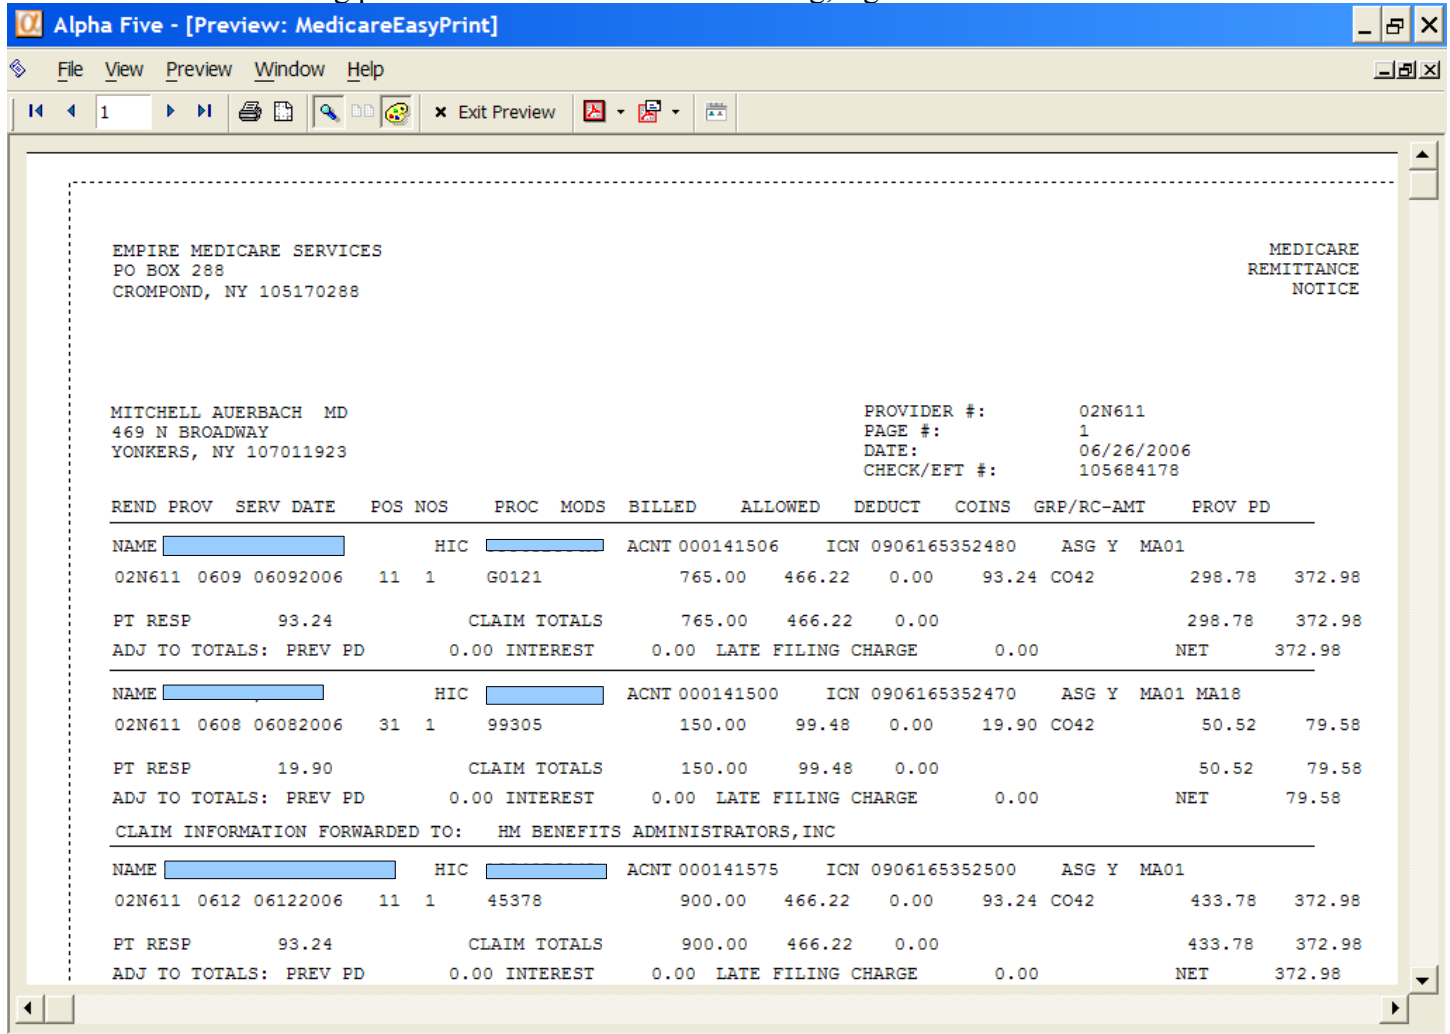 Alpha Five - [Preview: MedicareEasyPrint]
File View Preview Window Help
1 Exit Preview
EMPIRE MEDICARE SERVICES MEDICARE
PO BOX 288 REMITTANCE
CROMPOND, NY 105170288 NOTICE
MITCHELL AUERBACH MD PROVIDER #: 02N611
469 N BROADWAY PAGE #: 1
YONKERS, NY 107011923 DATE: 06/26/2006
CHECK/EFT #: 105684178
REND PROV SERV DATE POS NOS PROC MODS BILLED ALLOWED DEDUCT COINS GRP/RC-AMT PROV PD
NAME HIC ACNT 000141506 ICN 0906165352480 ASG Y MA01
02N611 0609 06092006 11 1 G0121 765.00 466.22 0.00 93.24 CO42 298.78 372.98
PT RESP 93.24 CLAIM TOTALS 765.00 466.22 0.00 298.78 372.98
ADJ TO TOTALS: PREV PD 0.00 INTEREST 0.00 LATE FILING CHARGE 0.00 NET 372.98
NAME HIC ACNT 000141500 ICN 0906165352470 ASG Y MA01 MA18
02N611 0608 06082006 31 1 99305 150.00 99.48 0.00 19.90 CO42 50.52 79.58
PT RESP 19.90 CLAIM TOTALS 150.00 99.48 0.00 50.52 79.58
ADJ TO TOTALS: PREV PD 0.00 INTEREST 0.00 LATE FILING CHARGE 0.00 NET 79.58
CLAIM INFORMATION FORWARDED TO: HM BENEFITS ADMINISTRATORS,INC
NAME HIC ACNT 000141575 ICN 0906165352500 ASG Y MA01
02N611 0612 06122006 11 1 45378 900.00 466.22 0.00 93.24 CO42 433.78 372.98
PT RESP 93.24 CLAIM TOTALS 900.00 466.22 0.00 433.78 372.98
ADJ TO TOTALS: PREV PD 0.00 INTEREST 0.00 LATE FILING CHARGE 0.00 NET 372.98